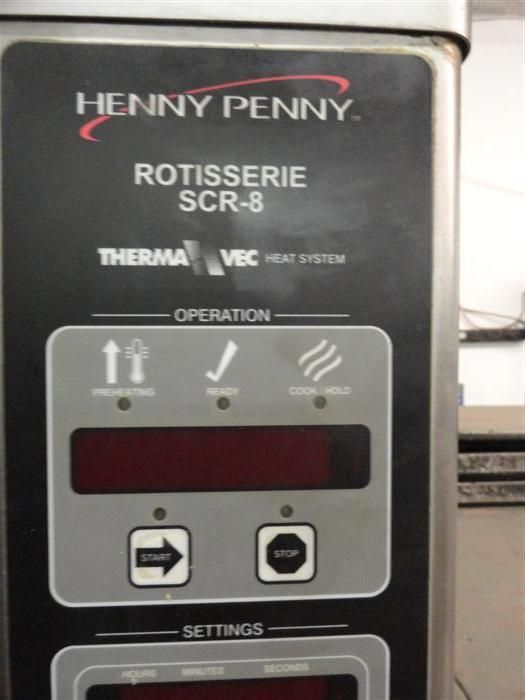 HENNY PENNY
ROTISSERIE
SCR-8
THERMA VEC HEAT SYSTEM
OPERATION
PREHEATING READY COOK/HOLD
START STOP
SETTINGS
HOURS MINUTES SECONDS